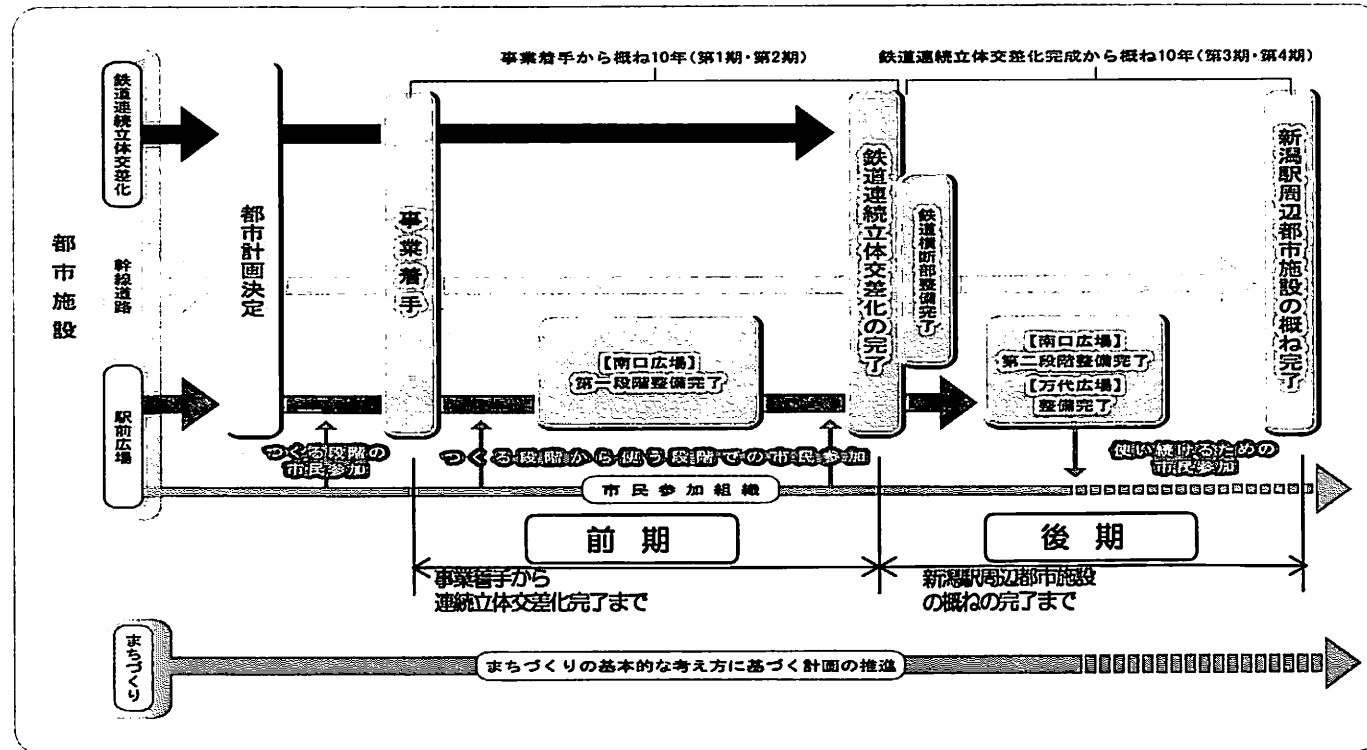 事業着手から概ね10年(第1期・第2期)
鉄道連続立体交差化完成から概ね10年(第3期・第4期)
都市施設
鉄道連続立体交差化
幹線道路
駅前広場
都市計画決定
事業着手
鉄道連続立体交差化の完了
鉄道横断部整備完了
新潟駅周辺都市施設の概ね完了
【南口広場】
第一段階整備完了
【南口広場】
第二段階整備完了
【万代広場】
整備完了
つくる段階の
市民参加
つくる段階から使う段階での市民参加
使い続けるための
市民参加
市民参加組織
前期
後期
事業着手から
連続立体交差化完了まで
新潟駅周辺都市施設
の概ねの完了まで
まちづくり
まちづくりの基本的な考え方に基づく計画の推進